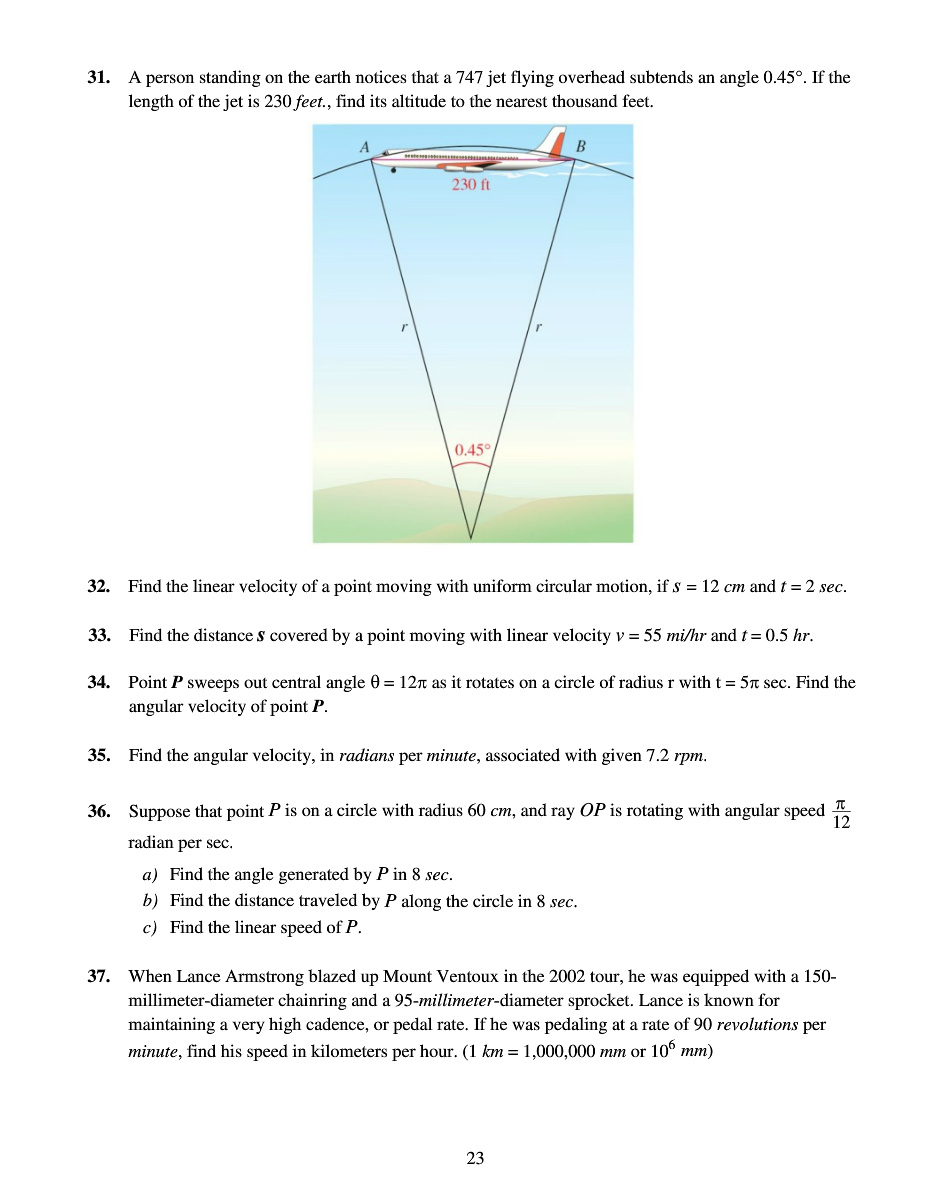 31. A person standing on the earth notices that a 747 jet flying overhead subtends an angle 0.45°. If the
length of the jet is 230 feet., find its altitude to the nearest thousand feet.
A B
230 ft
r r
0.45°
32. Find the linear velocity of a point moving with uniform circular motion, if s = 12 cm and t = 2 sec.
33. Find the distance s covered by a point moving with linear velocity v = 55 mi/hr and t = 0.5 hr.
34. Point P sweeps out central angle θ = 12π as it rotates on a circle of radius r with t = 5π sec. Find the
angular velocity of point P.
35. Find the angular velocity, in radians per minute, associated with given 7.2 rpm.
36. Suppose that point P is on a circle with radius 60 cm, and ray OP is rotating with angular speed π/12
radian per sec.
a) Find the angle generated by P in 8 sec.
b) Find the distance traveled by P along the circle in 8 sec.
c) Find the linear speed of P.
37. When Lance Armstrong blazed up Mount Ventoux in the 2002 tour, he was equipped with a 150-
millimeter-diameter chainring and a 95-millimeter-diameter sprocket. Lance is known for
maintaining a very high cadence, or pedal rate. If he was pedaling at a rate of 90 revolutions per
minute, find his speed in kilometers per hour. (1 km = 1,000,000 mm or 10⁶ mm)
23